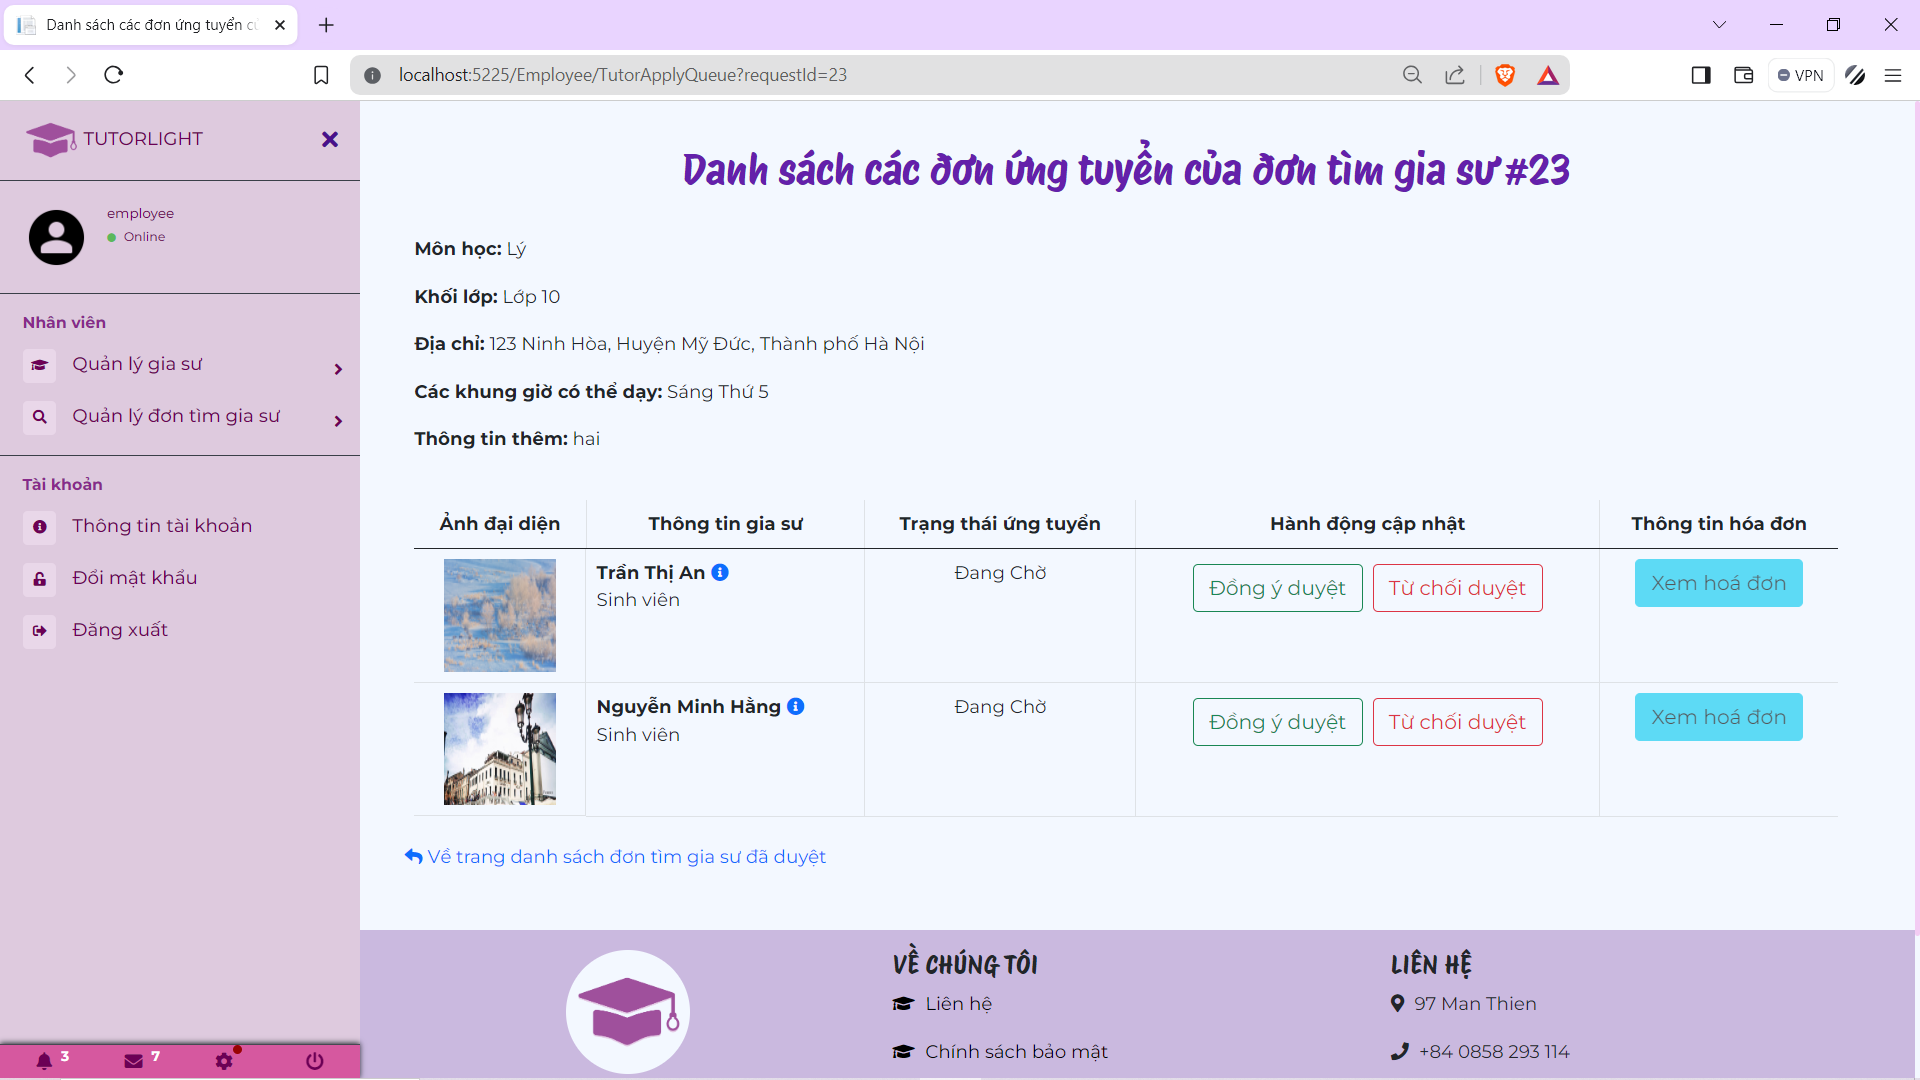 Danh sách các đơn ứng tuyển củ
localhost:5225/Employee/TutorApplyQueue?requestId=23
VPN
TUTORLIGHT
employee
Online
Nhân viên
Quản lý gia sư
Quản lý đơn tìm gia sư
Tài khoản
Thông tin tài khoản
Đổi mật khẩu
Đăng xuất
3
7
Danh sách các đơn ứng tuyển của đơn tìm gia sư #23
Môn học: Lý
Khối lớp: Lớp 10
Địa chỉ: 123 Ninh Hòa, Huyện Mỹ Đức, Thành phố Hà Nội
Các khung giờ có thể dạy: Sáng Thứ 5
Thông tin thêm: hai
Ảnh đại diện Thông tin gia sư Trạng thái ứng tuyển Hành động cập nhật Thông tin hóa đơn
Trần Thị An Đang Chờ Đồng ý duyệt Từ chối duyệt Xem hoá đơn
Sinh viên
Nguyễn Minh Hằng Đang Chờ Đồng ý duyệt Từ chối duyệt Xem hoá đơn
Sinh viên
Về trang danh sách đơn tìm gia sư đã duyệt
VỀ CHÚNG TÔI
Liên hệ
Chính sách bảo mật
LIÊN HỆ
97 Man Thien
+84 0858 293 114